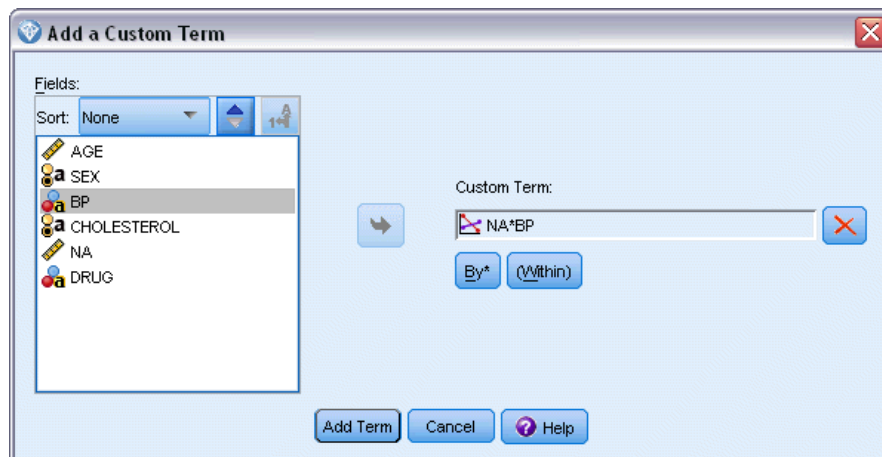 Add a Custom Term
Fields:
Sort: None
AGE
SEX
BP
CHOLESTEROL
NA
DRUG
Custom Term:
NA*BP
By* (Within)
Add Term Cancel Help